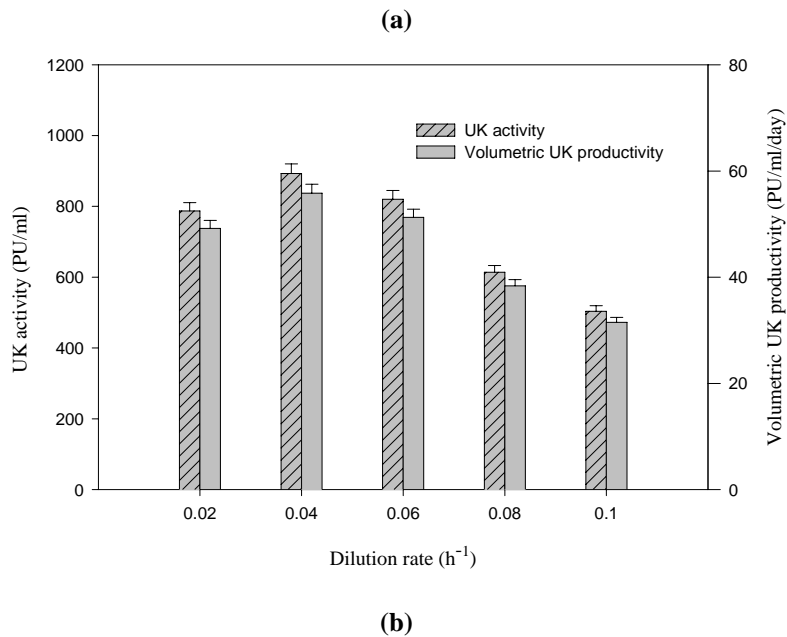 (a)
1200
1000
800
600
400
200
0
UK activity (PU/ml)
80
60
40
20
0
Volumetric UK productivity (PU/ml/day)
UK activity
Volumetric UK productivity
0.02 0.04 0.06 0.08 0.1
Dilution rate (h⁻¹)
(b)